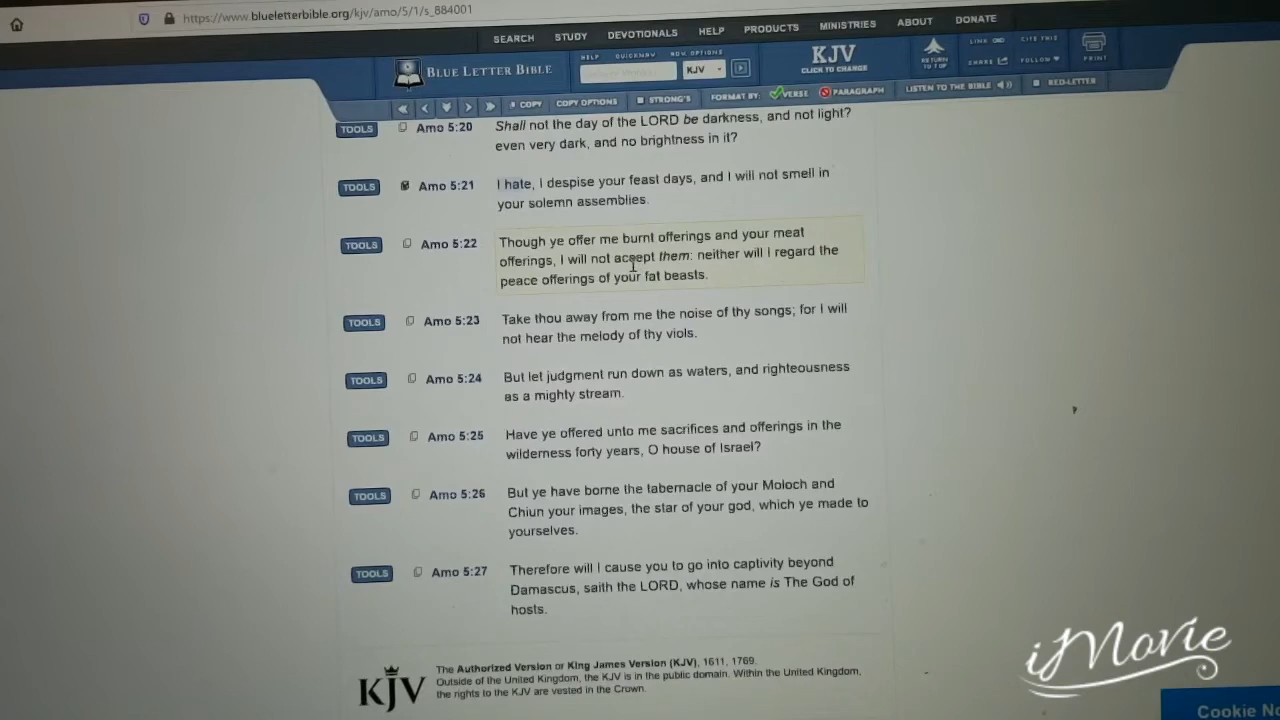 https://www.blueletterbible.org/kjv/amo/5/1/s_884001
SEARCH STUDY DEVOTIONALS HELP PRODUCTS MINISTRIES ABOUT DONATE
BLUE LETTER BIBLE
HELP QUICKNAV ADV. OPTIONS
KJV
KJV
CLICK TO CHANGE
RETURN
TO TOP
LINK
CITE THIS
SHARE
FOLLOW
PRINT
COPY COPY OPTIONS STRONG'S FORMAT BY: VERSE PARAGRAPH LISTEN TO THE BIBLE RED-LETTER
TOOLS Amo 5:20 Shall not the day of the LORD be darkness, and not light?
even very dark, and no brightness in it?
TOOLS Amo 5:21 I hate, I despise your feast days, and I will not smell in
your solemn assemblies.
TOOLS Amo 5:22 Though ye offer me burnt offerings and your meat
offerings, I will not accept them: neither will I regard the
peace offerings of your fat beasts.
TOOLS Amo 5:23 Take thou away from me the noise of thy songs; for I will
not hear the melody of thy viols.
TOOLS Amo 5:24 But let judgment run down as waters, and righteousness
as a mighty stream.
TOOLS Amo 5:25 Have ye offered unto me sacrifices and offerings in the
wilderness forty years, O house of Israel?
TOOLS Amo 5:26 But ye have borne the tabernacle of your Moloch and
Chiun your images, the star of your god, which ye made to
yourselves.
TOOLS Amo 5:27 Therefore will I cause you to go into captivity beyond
Damascus, saith the LORD, whose name is The God of
hosts.
KJV
The Authorized Version or King James Version (KJV), 1611, 1769.
Outside of the United Kingdom, the KJV is in the public domain. Within the United Kingdom,
the rights to the KJV are vested in the Crown.
iMovie
Cookie